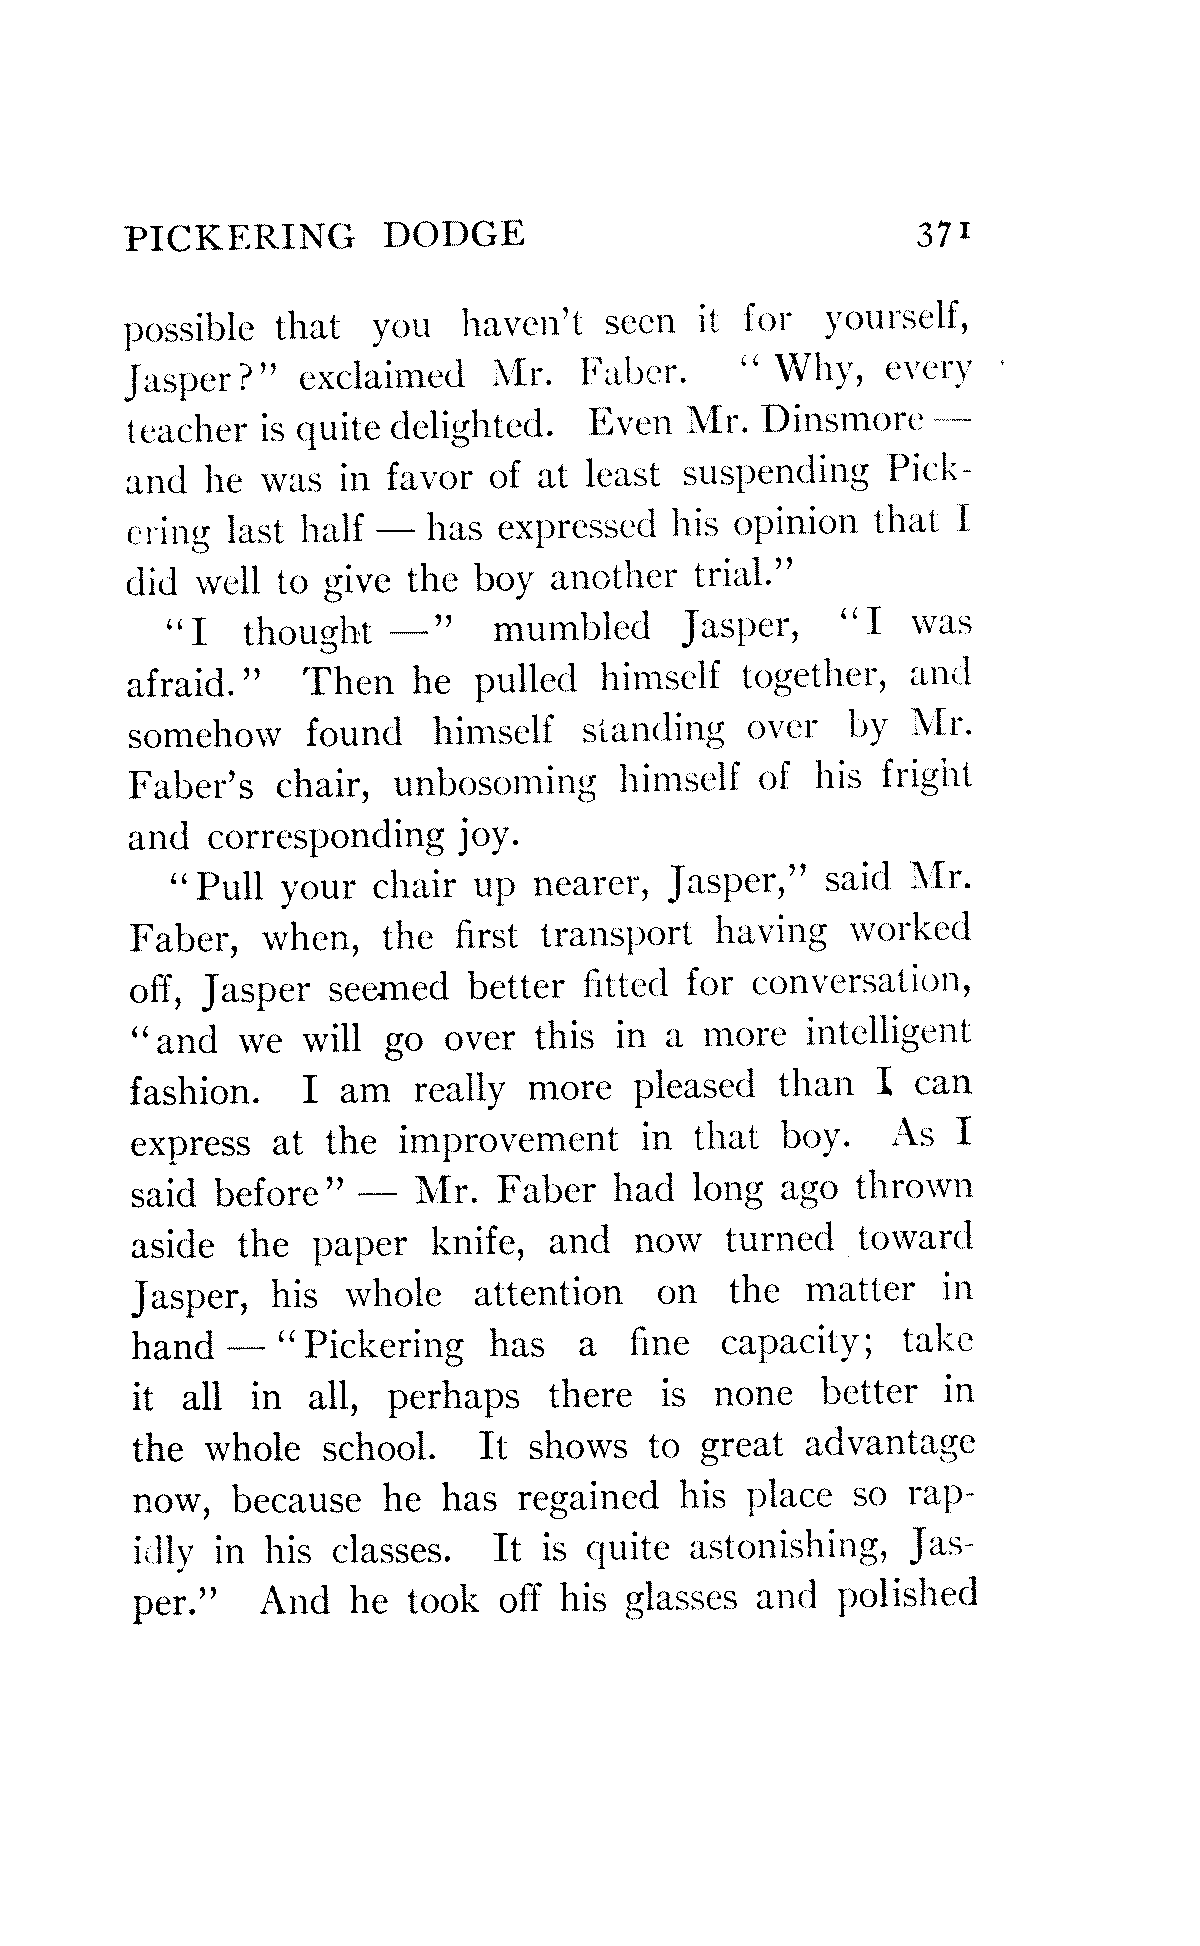 PICKERING DODGE 371
possible that you haven't seen it for yourself,
Jasper?" exclaimed Mr. Faber. "Why, every
teacher is quite delighted. Even Mr. Dinsmore —
and he was in favor of at least suspending Pick-
ering last half — has expressed his opinion that I
did well to give the boy another trial."
"I thought —" mumbled Jasper, "I was
afraid." Then he pulled himself together, and
somehow found himself standing over by Mr.
Faber's chair, unbosoming himself of his fright
and corresponding joy.
"Pull your chair up nearer, Jasper," said Mr.
Faber, when, the first transport having worked
off, Jasper seemed better fitted for conversation,
"and we will go over this in a more intelligent
fashion. I am really more pleased than I can
express at the improvement in that boy. As I
said before" — Mr. Faber had long ago thrown
aside the paper knife, and now turned toward
Jasper, his whole attention on the matter in
hand — "Pickering has a fine capacity; take
it all in all, perhaps there is none better in
the whole school. It shows to great advantage
now, because he has regained his place so rap-
idly in his classes. It is quite astonishing, Jas-
per." And he took off his glasses and polished